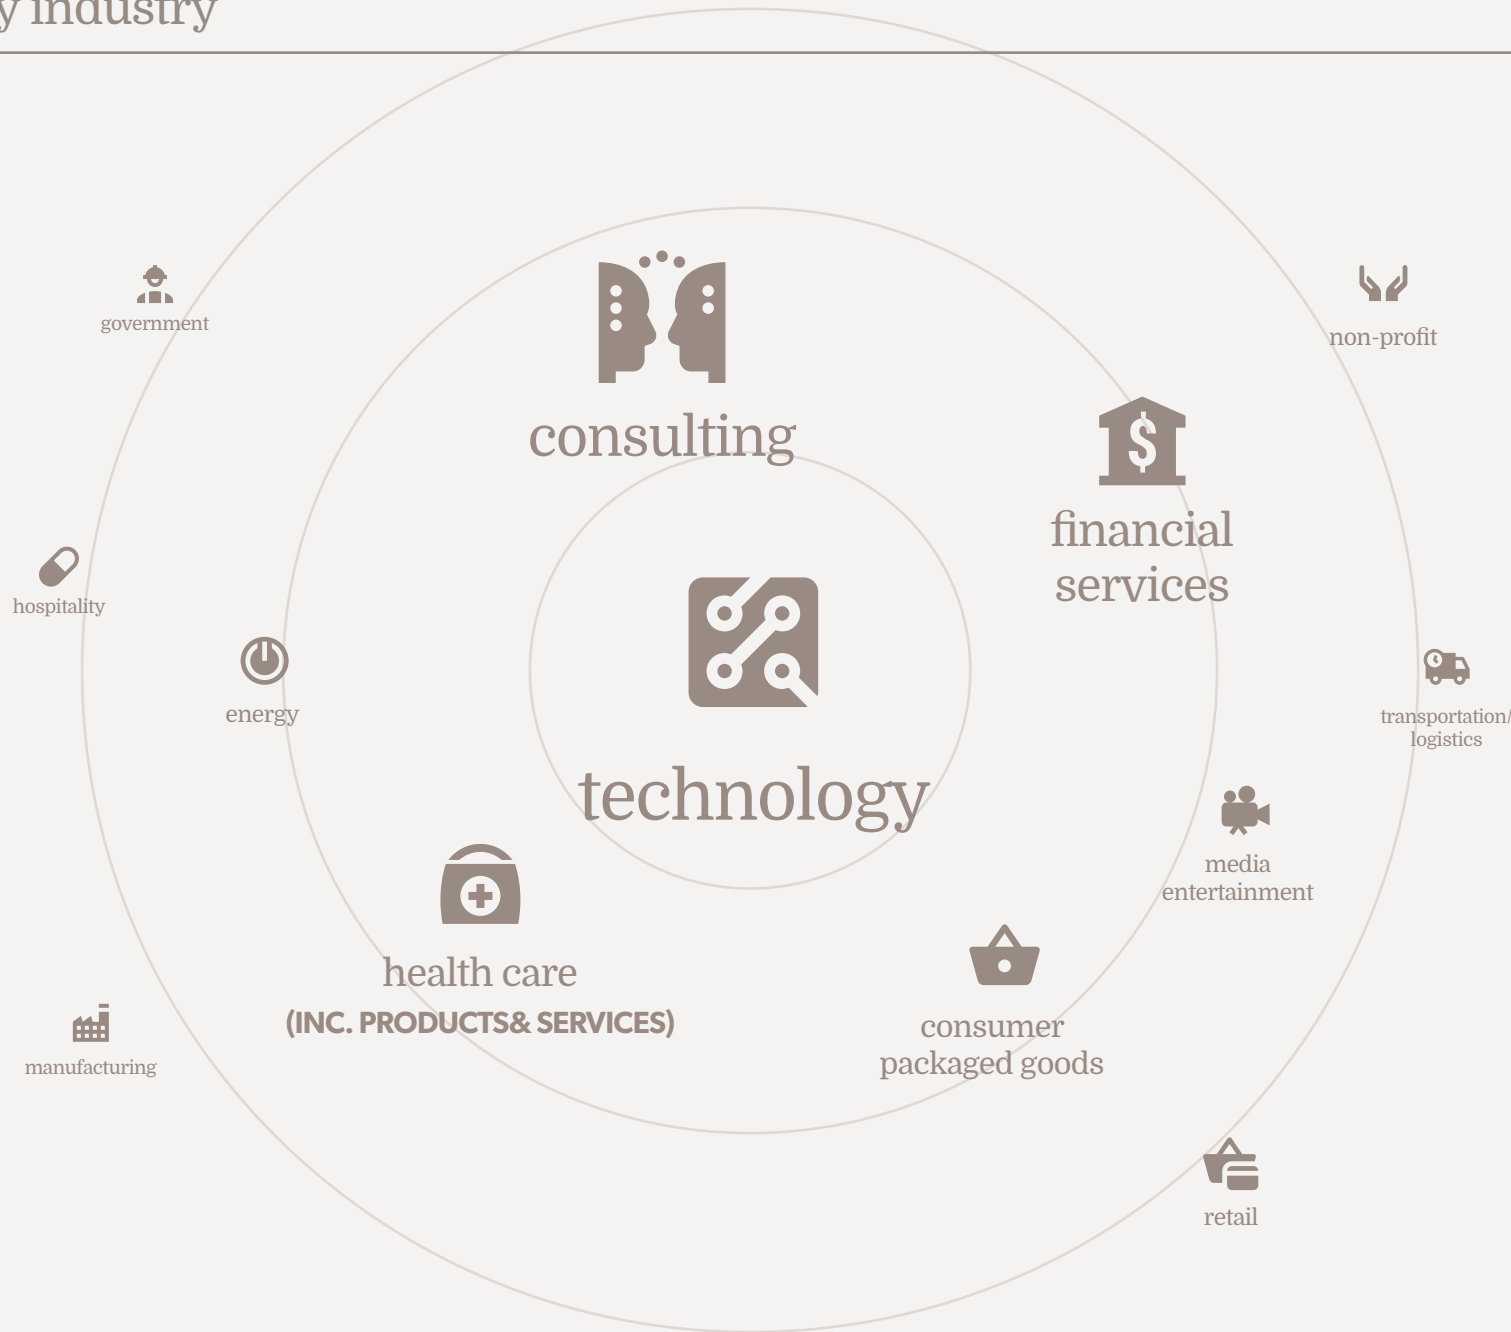 y industry
government
non-profit
consulting
financial
services
hospitality
energy
transportation/
logistics
technology
media
entertainment
health care
(INC. PRODUCTS& SERVICES)
consumer
packaged goods
manufacturing
retail